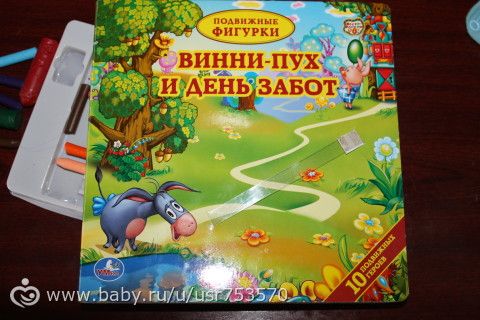 ПОДВИЖНЫЕ
ФИГУРКИ
ВИННИ-ПУХ
И ДЕНЬ ЗАБОТ
10 ПОДВИЖНЫХ
ГЕРОЕВ
УМка
www.baby.ru/u/usr753570